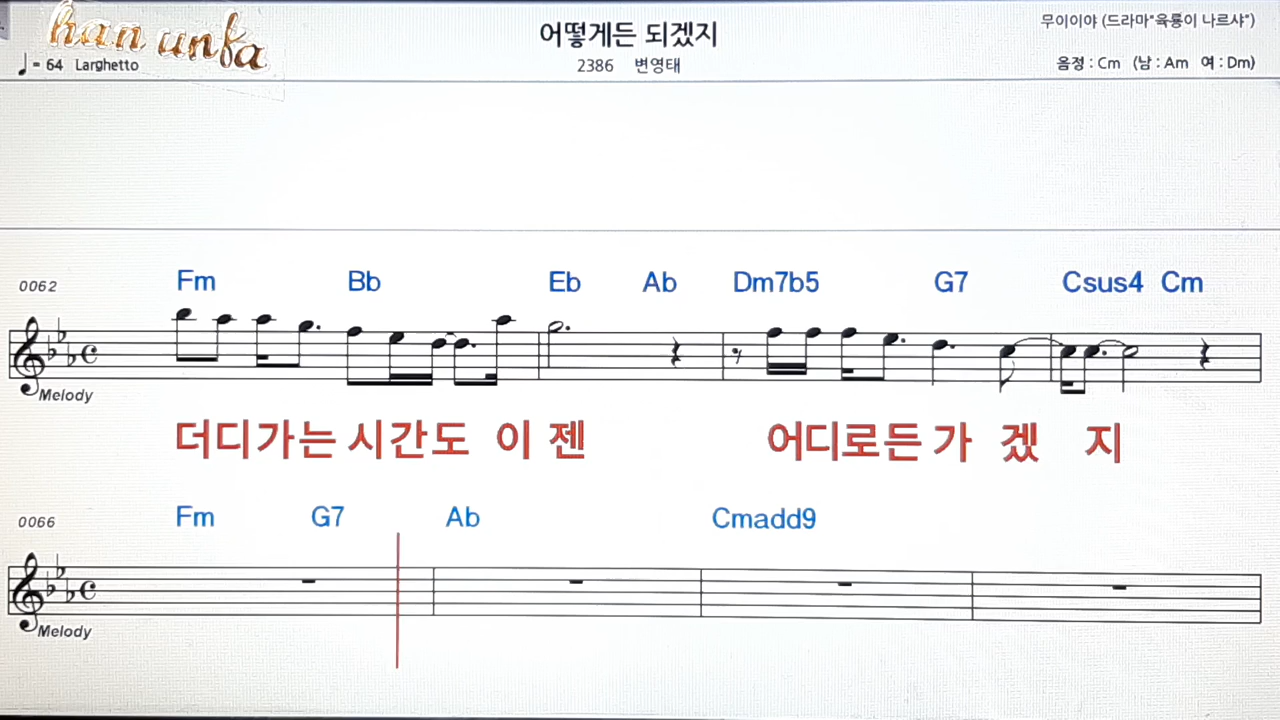 han unfa
어떻게든 되겠지
무이이야 (드라마"육룡이 나르샤")
♩= 64 Larghetto
2386 변영태
음정 : Cm (남 : Am 여 : Dm)
0062 Fm Bb Eb Ab Dm7b5 G7 Csus4 Cm
Melody
더디가는 시간도 이 젠 어디로든 가 겠 지
0066 Fm G7 Ab Cmadd9
Melody